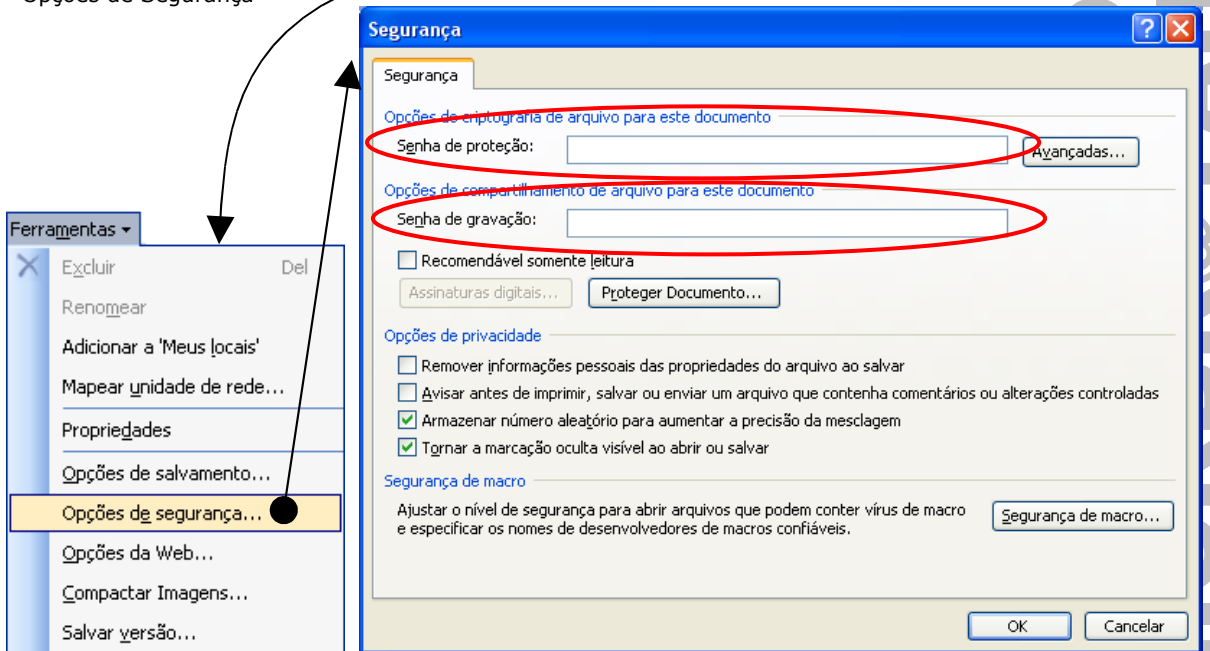 Opções de Segurança
Segurança
Segurança
Opções de criptografia de arquivo para este documento
Senha de proteção:
Avançadas...
Opções de compartilhamento de arquivo para este documento
Senha de gravação:
Recomendável somente leitura
Assinaturas digitais...
Proteger Documento...
Opções de privacidade
Remover informações pessoais das propriedades do arquivo ao salvar
Avisar antes de imprimir, salvar ou enviar um arquivo que contenha comentários ou alterações controladas
Armazenar número aleatório para aumentar a precisão da mesclagem
Tornar a marcação oculta visível ao abrir ou salvar
Segurança de macro
Ajustar o nível de segurança para abrir arquivos que podem conter vírus de macro
e especificar os nomes de desenvolvedores de macros confiáveis.
Segurança de macro...
OK
Cancelar
Ferramentas
Excluir Del
Renomear
Adicionar a 'Meus locais'
Mapear unidade de rede...
Propriedades
Opções de salvamento...
Opções de segurança...
Opções da Web...
Compactar Imagens...
Salvar versão...